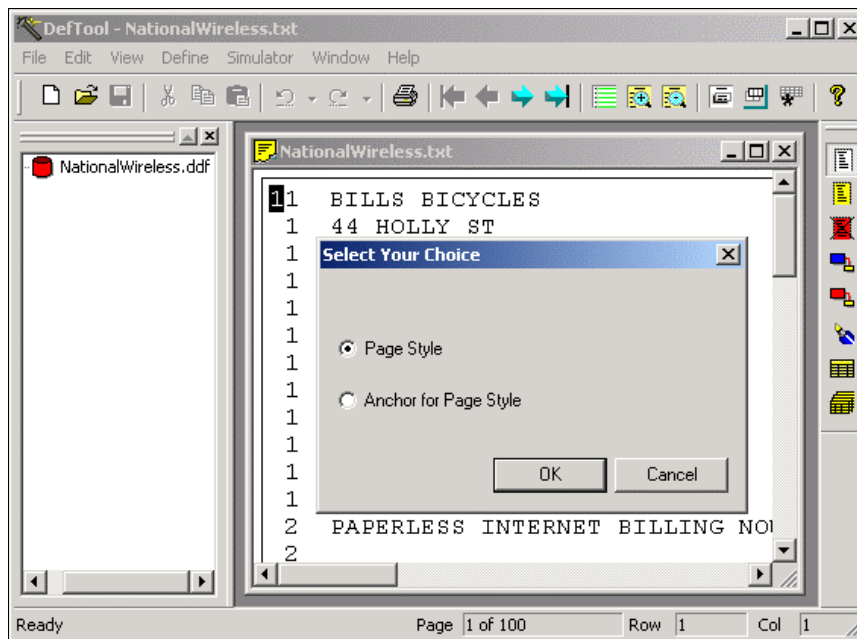 DefTool - NationalWireless.txt
File Edit View Define Simulator Window Help
NationalWireless.ddf
NationalWireless.txt
11 BILLS BICYCLES
1 44 HOLLY ST
1
1
1
1
1
1
1
1
1
1
2 PAPERLESS INTERNET BILLING NOW
2
Select Your Choice
Page Style
Anchor for Page Style
OK Cancel
Ready Page 1 of 100 Row 1 Col 1